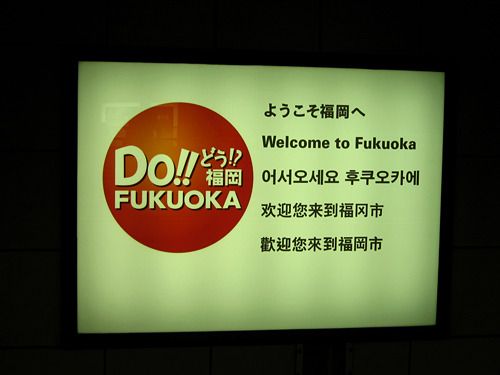 Do!! どう!?
福岡
FUKUOKA
ようこそ福岡へ
Welcome to Fukuoka
어서오세요 후쿠오카에
欢迎您来到福冈市
歡迎您來到福岡市